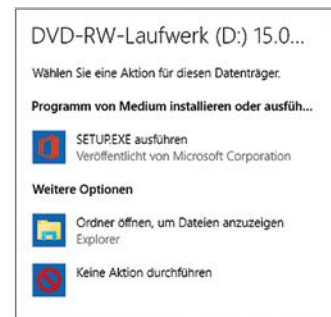 DVD-RW-Laufwerk (D:) 15.0...
Wählen Sie eine Aktion für diesen Datenträger.
Programm von Medium installieren oder ausfüh...
SETUP.EXE ausführen
Veröffentlicht von Microsoft Corporation
Weitere Optionen
Ordner öffnen, um Dateien anzuzeigen
Explorer
Keine Aktion durchführen